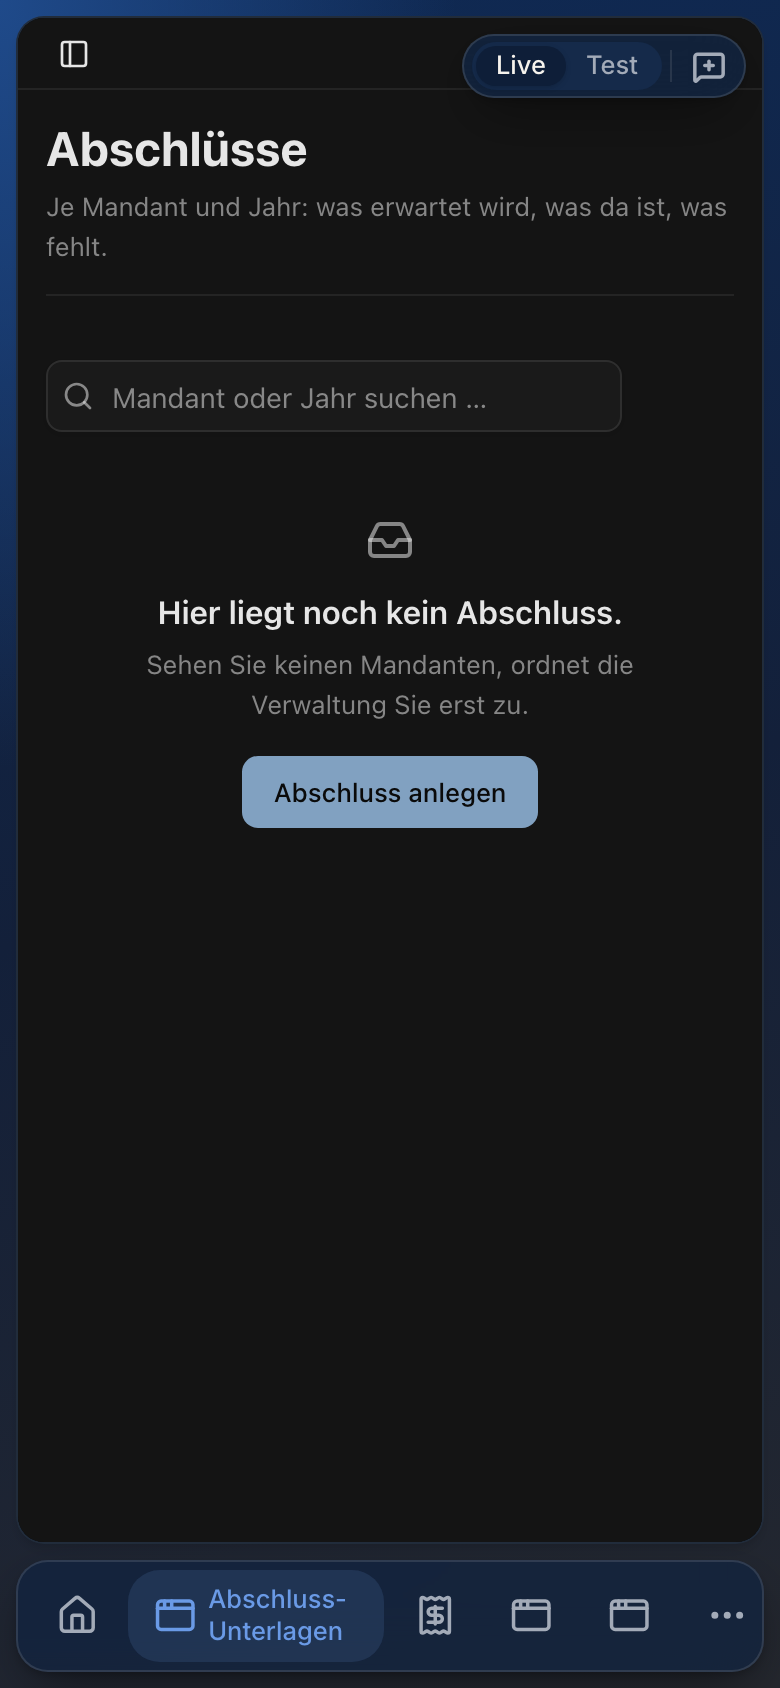 Live Test
Abschlüsse
Je Mandant und Jahr: was erwartet wird, was da ist, was
fehlt.
Mandant oder Jahr suchen ...
Hier liegt noch kein Abschluss.
Sehen Sie keinen Mandanten, ordnet die
Verwaltung Sie erst zu.
Abschluss anlegen
Abschluss-
Unterlagen